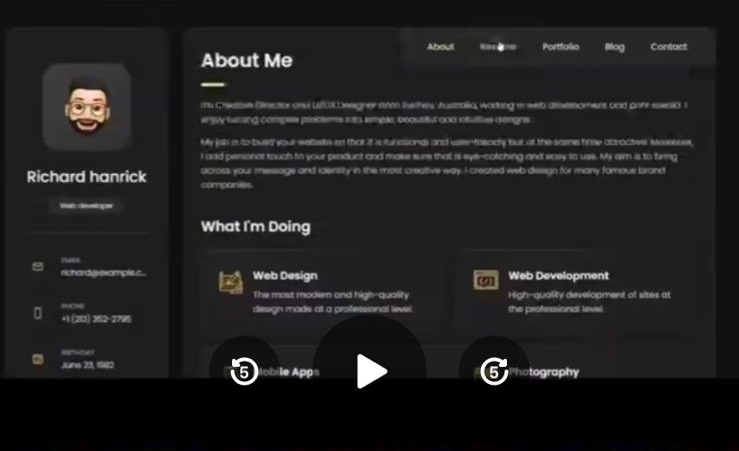 About
Resume
Portfolio
Blog
Contact
About Me
I'm Creative Director and UI/UX Designer from Sydney, Australia, working in web development and print media. I
enjoy turning complex problems into simple, beautiful and intuitive designs.
My job is to build your website so that it is functional and user-friendly but at the same time attractive. Moreover,
I add personal touch to your product and make sure that is eye-catching and easy to use. My aim is to bring
across your message and identity in the most creative way. I created web design for many famous brand
companies.
Richard hanrick
Web developer
EMAIL
richard@example.c...
PHONE
+1 (213) 352-2795
BIRTHDAY
June 23, 1982
What I'm Doing
Web Design
The most modern and high-quality
design made at a professional level.
Web Development
High-quality development of sites at
the professional level.
Mobile Apps
Photography
5
5